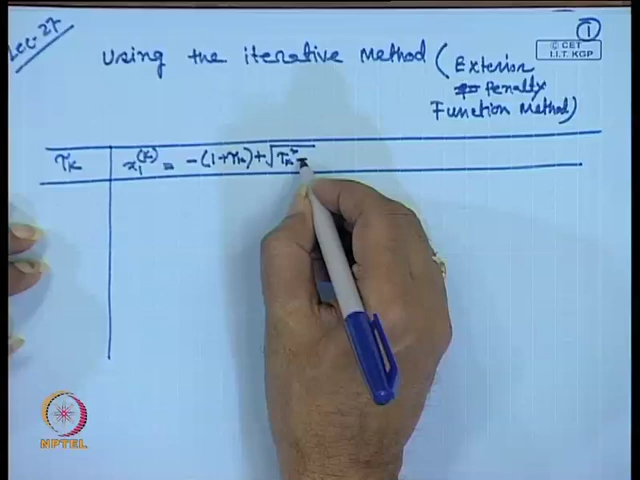 Lec-27
①
© CET
I.I.T. KGP
Using the iterative Method (Exterior
Penalty
Function Method)
r_k
x_1^(k) = -(1+r_k)+√r_k^2
NPTEL